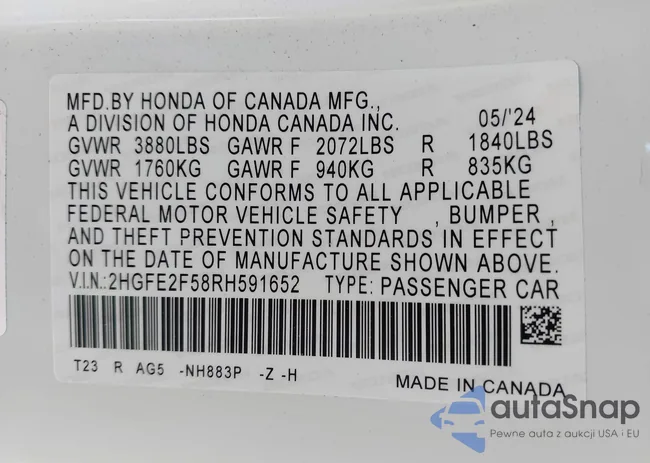 MFD.BY HONDA OF CANADA MFG.,
A DIVISION OF HONDA CANADA INC. 05/'24
GVWR 3880LBS GAWR F 2072LBS R 1840LBS
GVWR 1760KG GAWR F 940KG R 835KG
THIS VEHICLE CONFORMS TO ALL APPLICABLE
FEDERAL MOTOR VEHICLE SAFETY , BUMPER ,
AND THEFT PREVENTION STANDARDS IN EFFECT
ON THE DATE OF MANUFACTURE SHOWN ABOVE.
V.I.N.:2HGFE2F58RH591652 TYPE: PASSENGER CAR
T23 R AG5 -NH883P -Z -H
MADE IN CANADA
autaSnap
Pewne auta z aukcji USA i EU